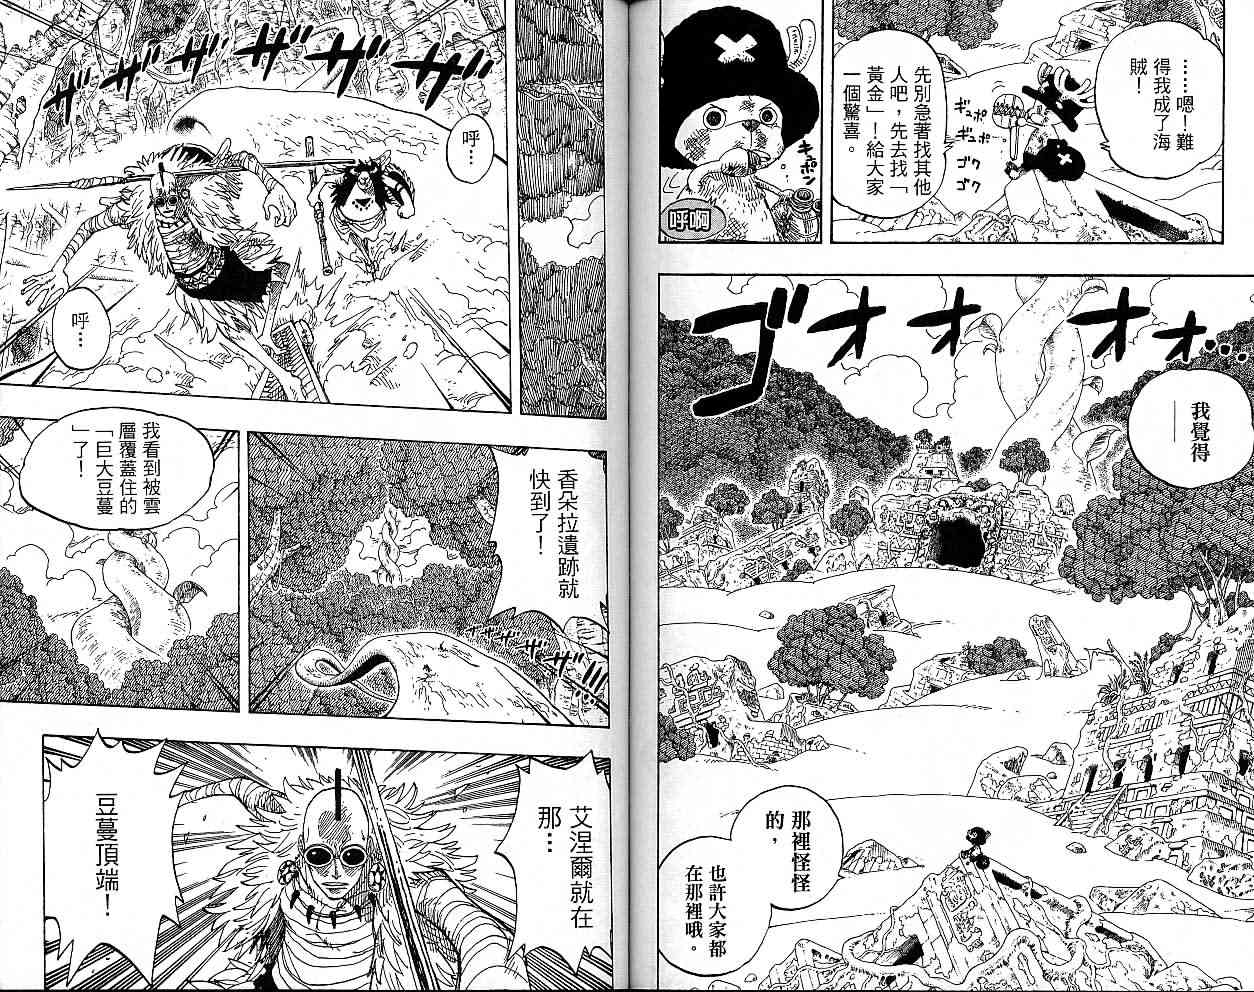 ……嗯！難
得我成了海
賊！
ギュポ
ギュポ
ゴク
ゴク
先別急著找其他
人吧，先去找「
黃金」！給大家
一個驚喜。
キュポン
呼啊
ゴオオオオ…
我覺得
——
那裡怪怪
的，
也許大家都
在那裡哦。
ザザザザザ
呼…
呼…
香朵拉遺跡就
快到了！
ザザザザ!!!
我看到被雲
層覆蓋住的
「巨大豆蔓
」了！
艾涅爾就在
那…
豆蔓頂端！